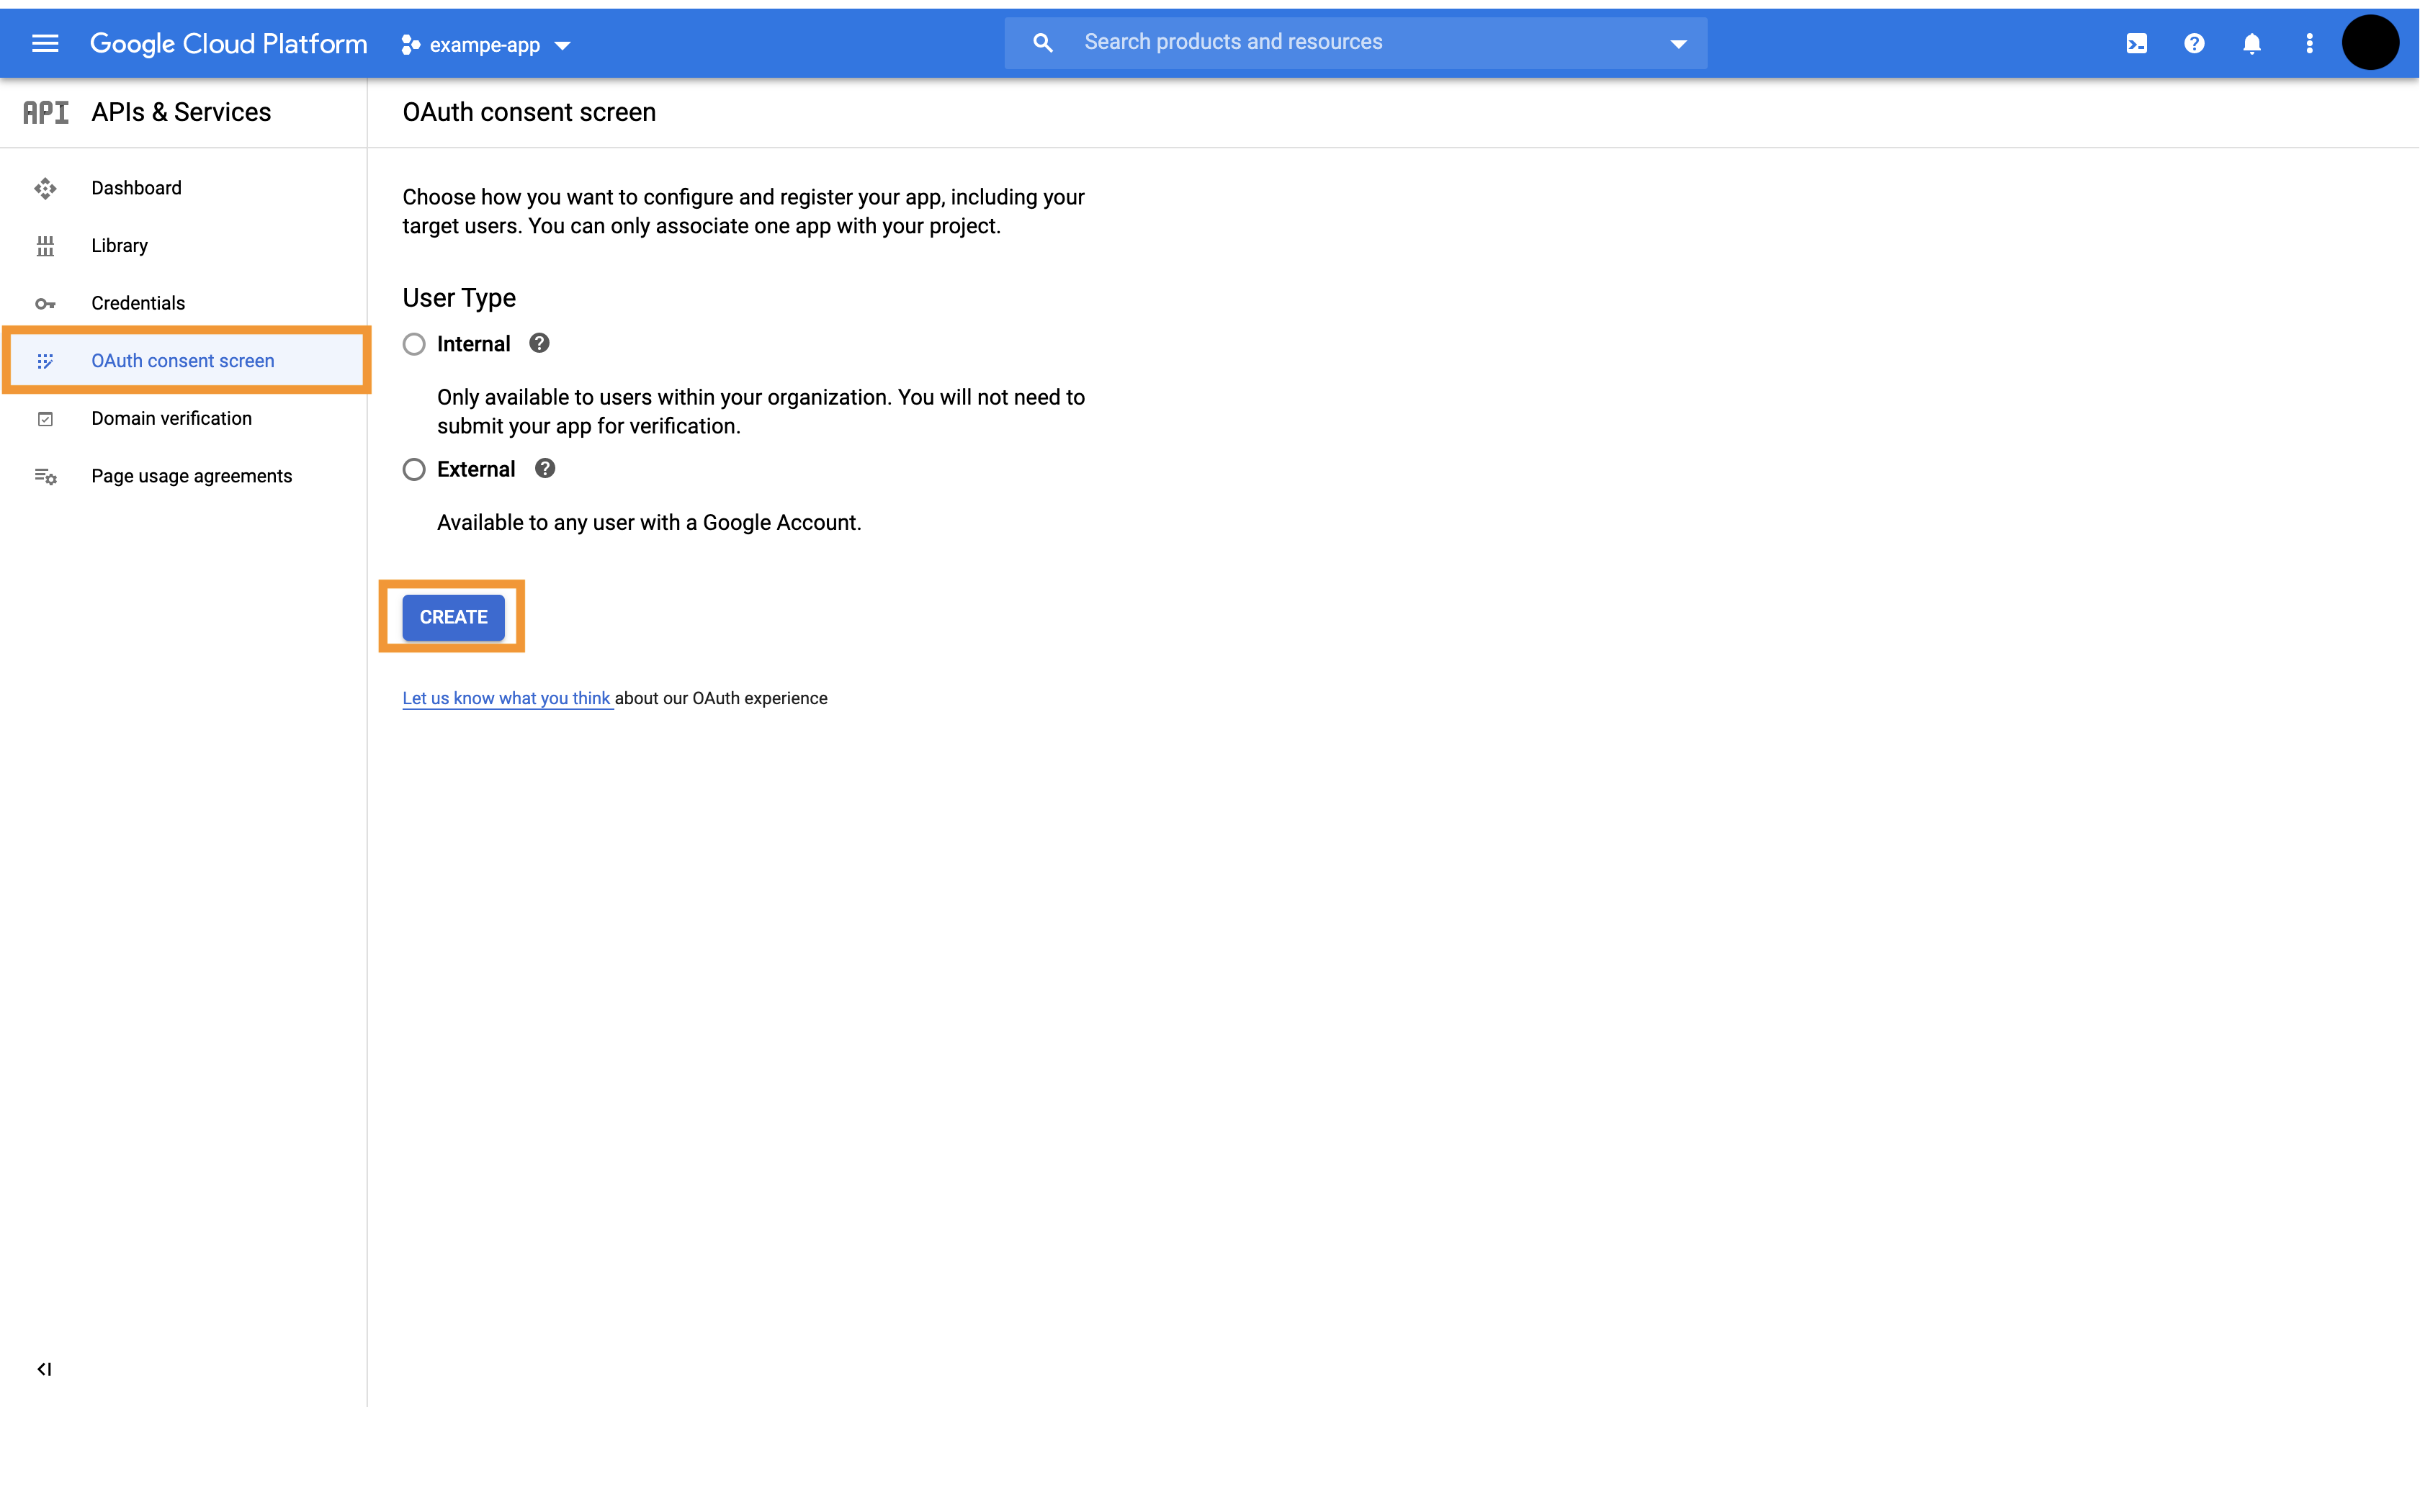 Google Cloud Platform
exampe-app
Search products and resources
API APIs & Services
OAuth consent screen
Dashboard
Library
Credentials
OAuth consent screen
Domain verification
Page usage agreements
Choose how you want to configure and register your app, including your
target users. You can only associate one app with your project.
User Type
Internal
Only available to users within your organization. You will not need to
submit your app for verification.
External
Available to any user with a Google Account.
CREATE
Let us know what you think about our OAuth experience